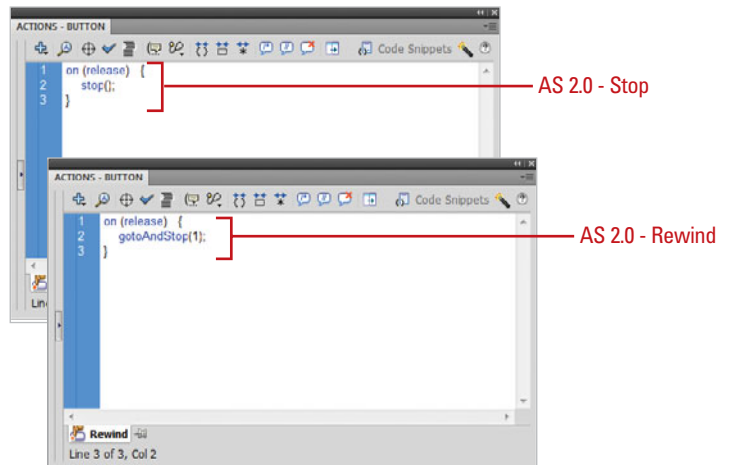 ACTIONS - BUTTON
Code Snippets
1 on (release) {
2 stop();
3 }
AS 2.0 - Stop
ACTIONS - BUTTON
Code Snippets
1 on (release) {
2 gotoAndStop(1);
3 }
AS 2.0 - Rewind
Lin
Rewind
Line 3 of 3, Col 2